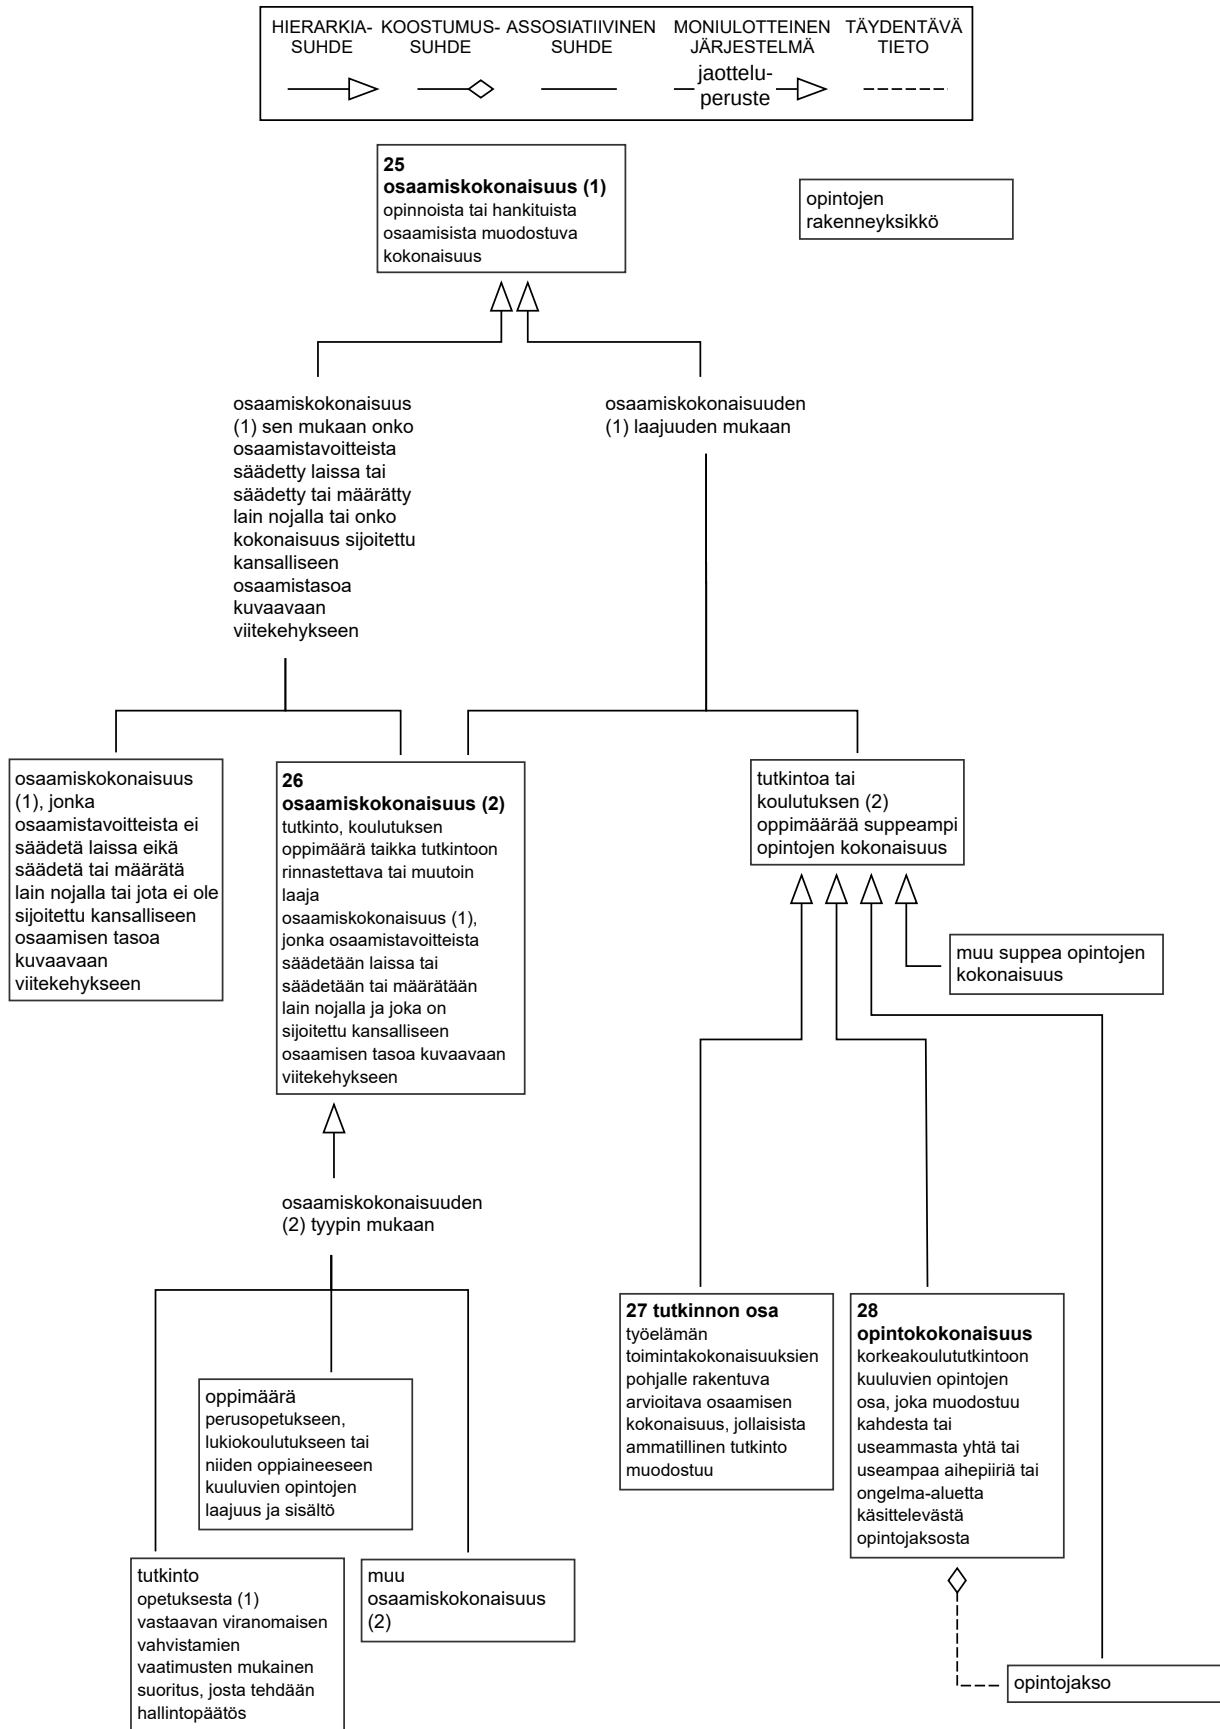 HIERARKIA-
SUHDE
KOOSTUMUS-
SUHDE
ASSOSIATIIVINEN
SUHDE
MONIULOTTEINEN
JÄRJESTELMÄ
jaottelu-
peruste
TÄYDENTÄVÄ
TIETO
25
osaamiskokonaisuus (1)
opinnoista tai hankituista
osaamisista muodostuva
kokonaisuus
opintojen
rakenneyksikkö
osaamiskokonaisuus
(1) sen mukaan onko
osaamistavoitteista
säädetty laissa tai
säädetty tai määrätty
lain nojalla tai onko
kokonaisuus sijoitettu
kansalliseen
osaamistasoa
kuvaavaan
viitekehykseen
osaamiskokonaisuuden
(1) laajuuden mukaan
osaamiskokonaisuus
(1), jonka
osaamistavoitteista ei
säädetä laissa eikä
säädetä tai määrätä
lain nojalla tai jota ei ole
sijoitettu kansalliseen
osaamisen tasoa
kuvaavaan
viitekehykseen
26
osaamiskokonaisuus (2)
tutkinto, koulutuksen
oppimäärä taikka tutkintoon
rinnastettava tai muutoin
laaja
osaamiskokonaisuus (1),
jonka osaamistavoitteista
säädetään laissa tai
säädetään tai määrätään
lain nojalla ja joka on
sijoitettu kansalliseen
osaamisen tasoa kuvaavaan
viitekehykseen
tutkintoa tai
koulutuksen (2)
oppimäärää suppeampi
opintojen kokonaisuus
muu suppea opintojen
kokonaisuus
osaamiskokonaisuuden
(2) tyypin mukaan
27 tutkinnon osa
työelämän
toimintakokonaisuuksien
pohjalle rakentuva
arvioitava osaamisen
kokonaisuus, jollaisista
ammatillinen tutkinto
muodostuu
28
opintokokonaisuus
korkeakoulututkintoon
kuuluvien opintojen
osa, joka muodostuu
kahdesta tai
useammasta yhtä tai
useampaa aihepiiriä tai
ongelma-aluetta
käsittelevästä
opintojaksosta
oppimäärä
perusopetukseen,
lukiokoulutukseen tai
niiden oppiaineeseen
kuuluvien opintojen
laajuus ja sisältö
tutkinto
opetuksesta (1)
vastaavan viranomaisen
vahvistamien
vaatimusten mukainen
suoritus, josta tehdään
hallintopäätös
muu
osaamiskokonaisuus
(2)
opintojakso